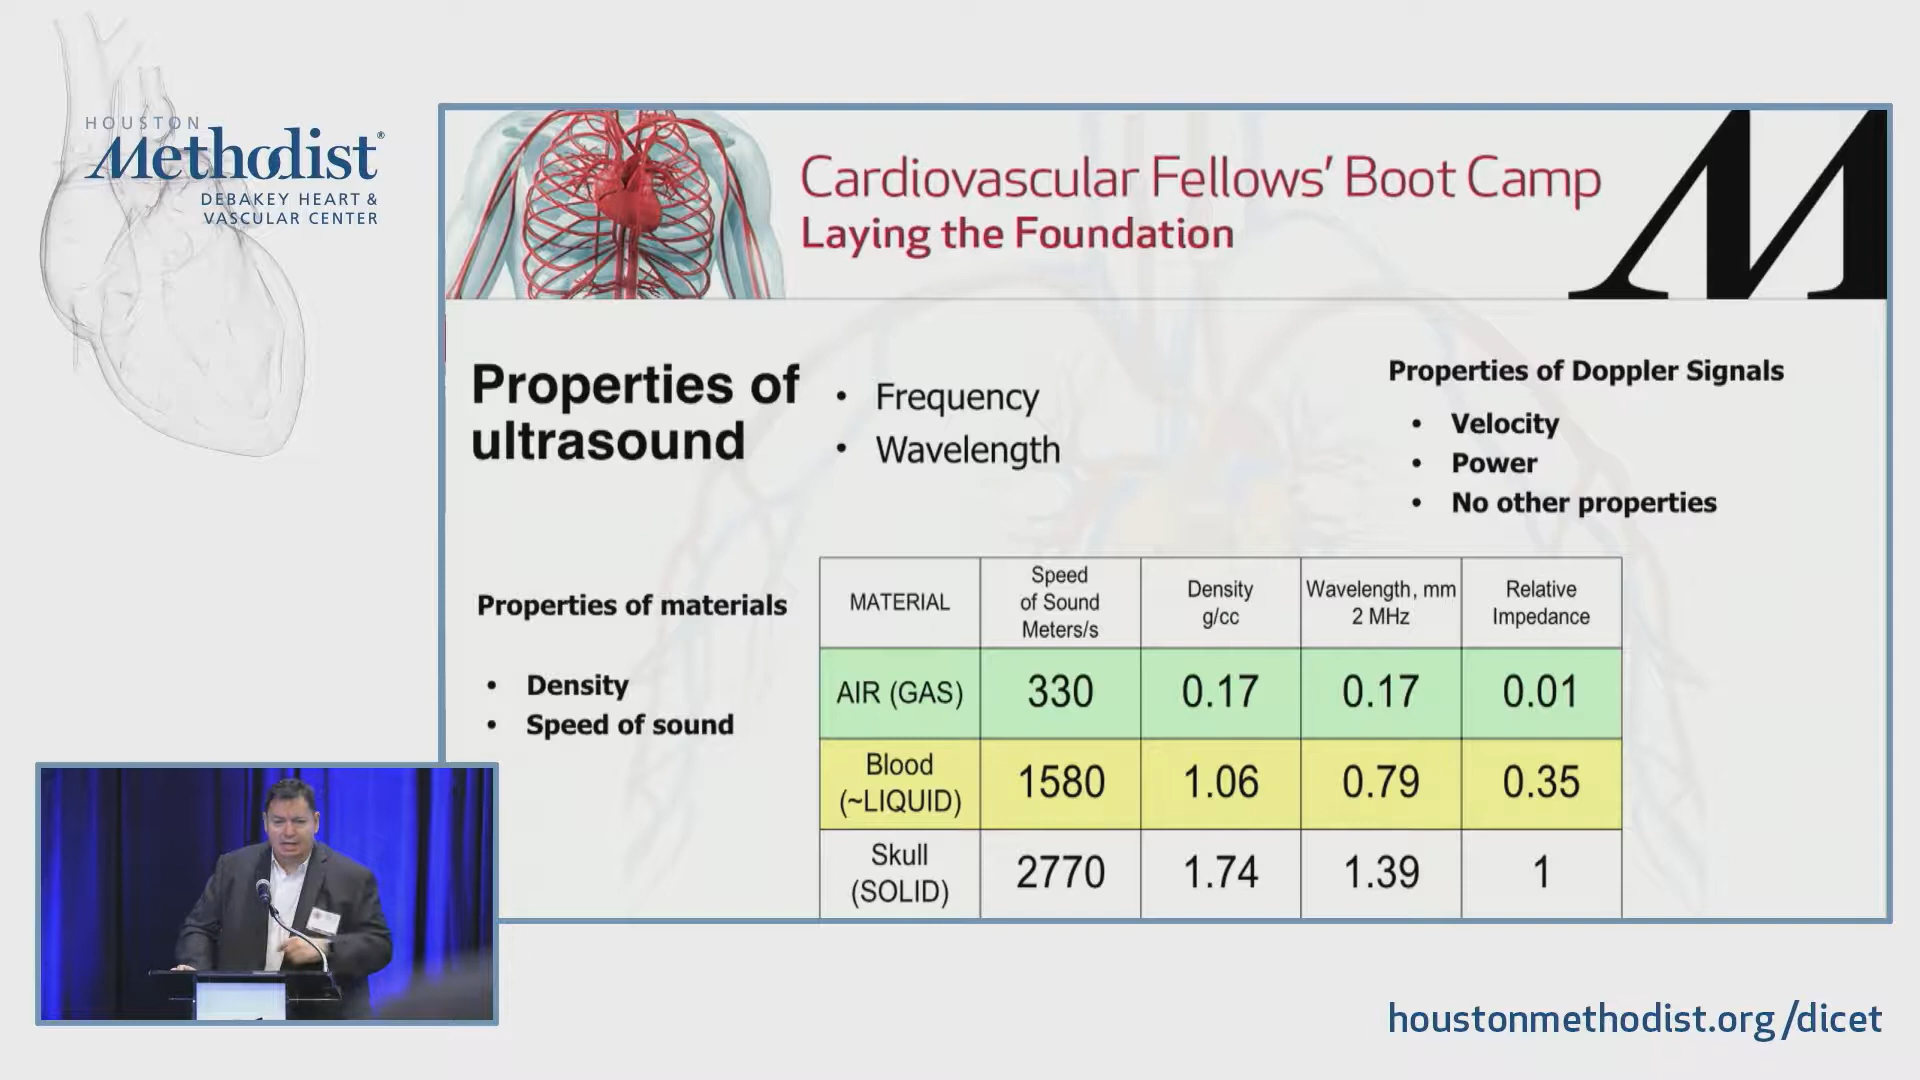 HOUSTON
Methodist®
DEBAKEY HEART &
VASCULAR CENTER
Cardiovascular Fellows' Boot Camp
Laying the Foundation
M
Properties of
ultrasound
• Frequency
• Wavelength
Properties of Doppler Signals
• Velocity
• Power
• No other properties
Properties of materials
• Density
• Speed of sound
MATERIAL
Speed
of Sound
Meters/s
Density
g/cc
Wavelength, mm
2 MHz
Relative
Impedance
AIR (GAS) 330 0.17 0.17 0.01
Blood
(~LIQUID)
1580 1.06 0.79 0.35
Skull
(SOLID)
2770 1.74 1.39 1
houstonmethodist.org/dicet